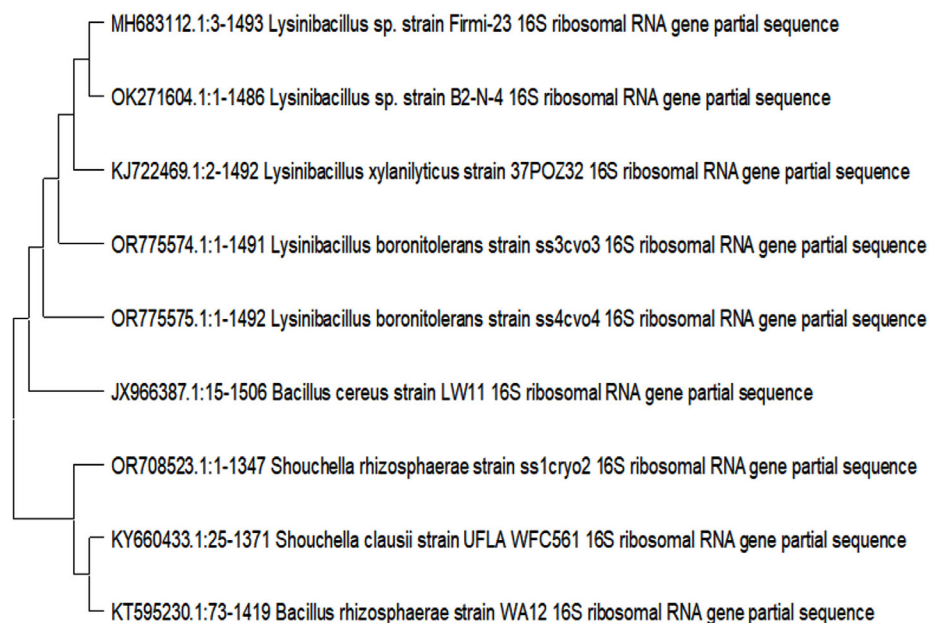 MH683112.1:3-1493 Lysinibacillus sp. strain Firmi-23 16S ribosomal RNA gene partial sequence
OK271604.1:1-1486 Lysinibacillus sp. strain B2-N-4 16S ribosomal RNA gene partial sequence
KJ722469.1:2-1492 Lysinibacillus xylanilyticus strain 37POZ32 16S ribosomal RNA gene partial sequence
OR775574.1:1-1491 Lysinibacillus boronitolerans strain ss3cvo3 16S ribosomal RNA gene partial sequence
OR775575.1:1-1492 Lysinibacillus boronitolerans strain ss4cvo4 16S ribosomal RNA gene partial sequence
JX966387.1:15-1506 Bacillus cereus strain LW11 16S ribosomal RNA gene partial sequence
OR708523.1:1-1347 Shouchella rhizosphaerae strain ss1cryo2 16S ribosomal RNA gene partial sequence
KY660433.1:25-1371 Shouchella clausii strain UFLA WFC561 16S ribosomal RNA gene partial sequence
KT595230.1:73-1419 Bacillus rhizosphaerae strain WA12 16S ribosomal RNA gene partial sequence